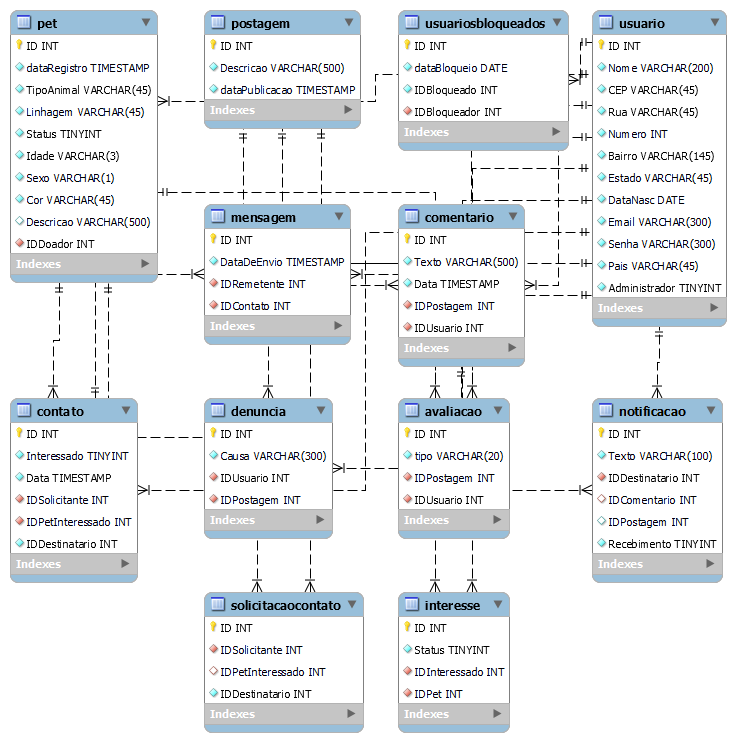 pet
ID INT
dataRegistro TIMESTAMP
TipoAnimal VARCHAR(45)
Linhagem VARCHAR(45)
Status TINYINT
Idade VARCHAR(3)
Sexo VARCHAR(1)
Cor VARCHAR(45)
Descricao VARCHAR(500)
IDDoador INT
Indexes
postagem
ID INT
Descricao VARCHAR(500)
dataPublicacao TIMESTAMP
Indexes
usuariosbloqueados
ID INT
dataBloqueio DATE
IDBloqueado INT
IDBloqueador INT
Indexes
usuario
ID INT
Nome VARCHAR(200)
CEP VARCHAR(45)
Rua VARCHAR(45)
Numero INT
Bairro VARCHAR(145)
Estado VARCHAR(45)
DataNasc DATE
Email VARCHAR(300)
Senha VARCHAR(300)
Pais VARCHAR(45)
Administrador TINYINT
Indexes
mensagem
ID INT
DataDeEnvio TIMESTAMP
IDRemetente INT
IDContato INT
Indexes
comentario
ID INT
Texto VARCHAR(500)
Data TIMESTAMP
IDPostagem INT
IDUsuario INT
Indexes
contato
ID INT
Interessado TINYINT
Data TIMESTAMP
IDSolicitante INT
IDPetInteressado INT
IDDestinatario INT
Indexes
denuncia
ID INT
Causa VARCHAR(300)
IDUsuario INT
IDPostagem INT
Indexes
avaliacao
ID INT
tipo VARCHAR(20)
IDPostagem INT
IDUsuario INT
Indexes
notificacao
ID INT
Texto VARCHAR(100)
IDDestinatario INT
IDComentario INT
IDPostagem INT
Recebimento TINYINT
Indexes
solicitacaocontato
ID INT
IDSolicitante INT
IDPetInteressado INT
IDDestinatario INT
Indexes
interesse
ID INT
Status TINYINT
IDInteressado INT
IDPet INT
Indexes